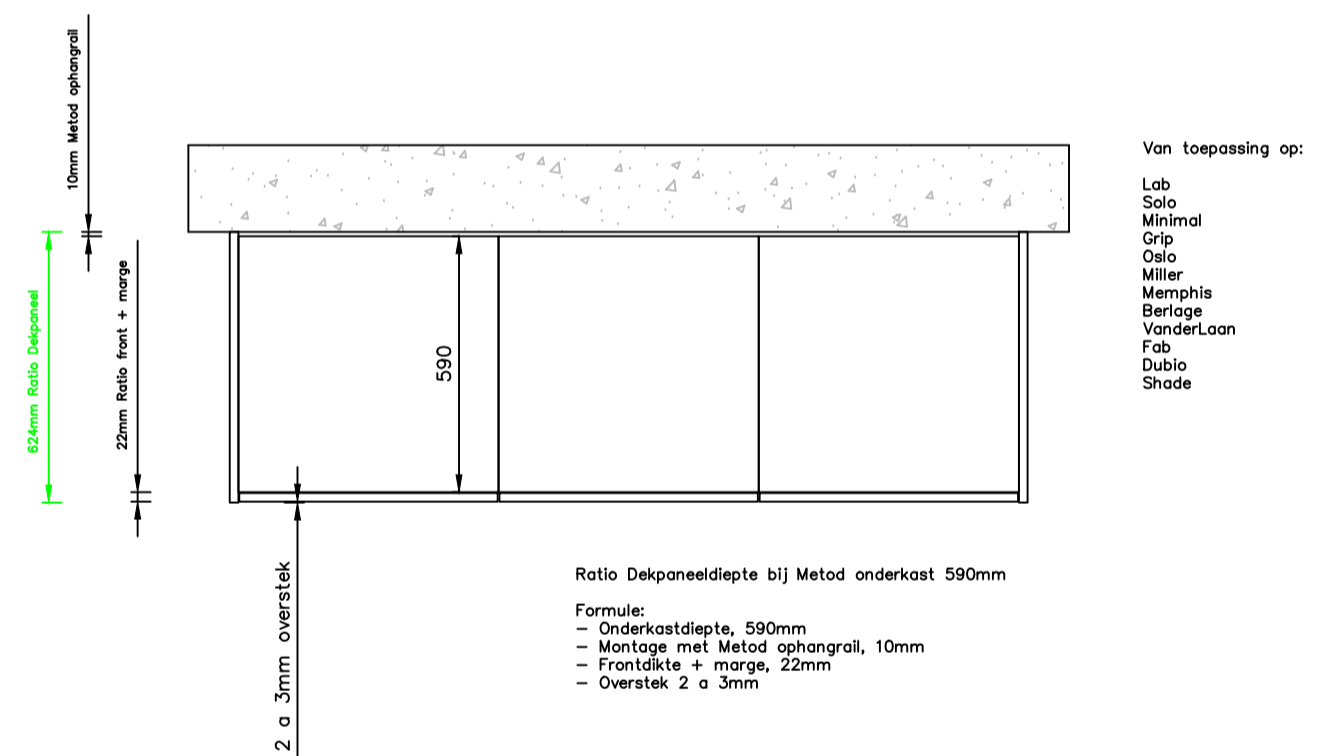 10mm Metod ophangrail
624mm Ratio Dekpaneel
22mm Ratio front + marge
590
2 a 3mm overstek
Van toepassing op:
Lab
Solo
Minimal
Grip
Oslo
Miller
Memphis
Berlage
VanderLaan
Fab
Dubio
Shade
Ratio Dekpaneeldiepte bij Metod onderkast 590mm
Formule:
– Onderkastdiepte, 590mm
– Montage met Metod ophangrail, 10mm
– Frontdikte + marge, 22mm
– Overstek 2 a 3mm